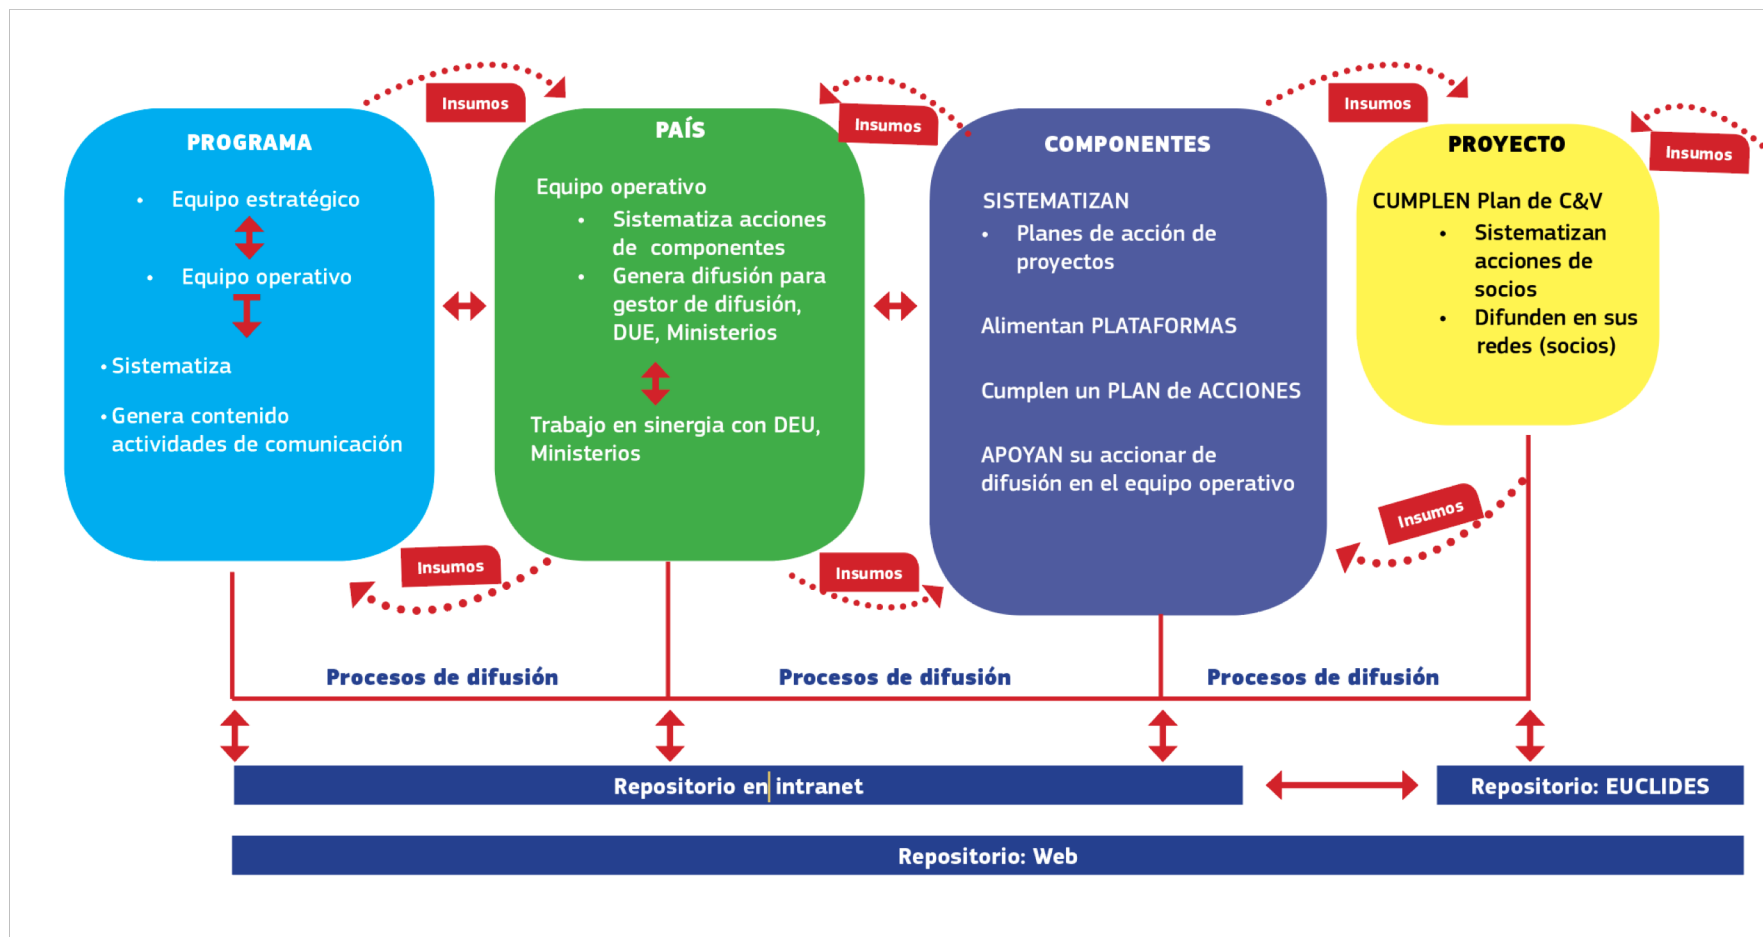 Insumos
Insumos
Insumos
Insumos
PROGRAMA
• Equipo estratégico
• Equipo operativo
• Sistematiza
• Genera contenido
actividades de comunicación
PAÍS
Equipo operativo
• Sistematiza acciones
de componentes
• Genera difusión para
gestor de difusión,
DUE, Ministerios
Trabajo en sinergia con DEU,
Ministerios
COMPONENTES
SISTEMATIZAN
• Planes de acción de
proyectos
Alimentan PLATAFORMAS
Cumplen un PLAN de ACCIONES
APOYAN su accionar de
difusión en el equipo operativo
PROYECTO
CUMPLEN Plan de C&V
• Sistematizan
acciones de
socios
• Difunden en sus
redes (socios)
Insumos
Insumos
Insumos
Procesos de difusión
Procesos de difusión
Procesos de difusión
Repositorio en intranet
Repositorio: EUCLIDES
Repositorio: Web